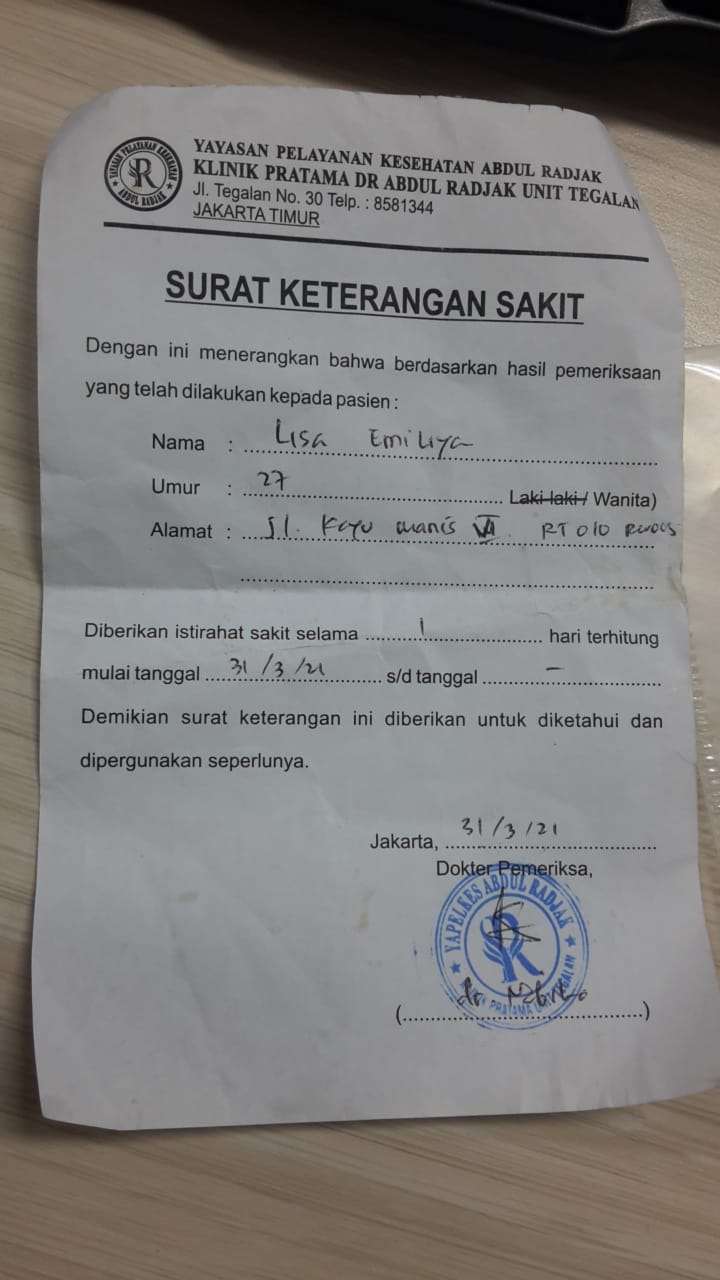 YAYASAN PELAYANAN KESEHATAN ABDUL RADJAK
KLINIK PRATAMA DR ABDUL RADJAK UNIT TEGALAN
Jl. Tegalan No. 30 Telp. : 8581344
JAKARTA TIMUR
YAYASAN PELAYANAN KESEHATAN
ABDUL RADJAK
SURAT KETERANGAN SAKIT
Dengan ini menerangkan bahwa berdasarkan hasil pemeriksaan
yang telah dilakukan kepada pasien :
Nama : Lisa Emiliya
Umur : 27 Laki-laki / Wanita)
Alamat : Jl. Kayu manis VII RT 010
Diberikan istirahat sakit selama 1 hari terhitung
mulai tanggal 31/3/21 s/d tanggal -
Demikian surat keterangan ini diberikan untuk diketahui dan
dipergunakan seperlunya.
Jakarta, 31/3/21
Dokter Pemeriksa,
YAPELKES ABDUL RADJAK
PRATAMA UNIT TEGALAN
dr
(....................)